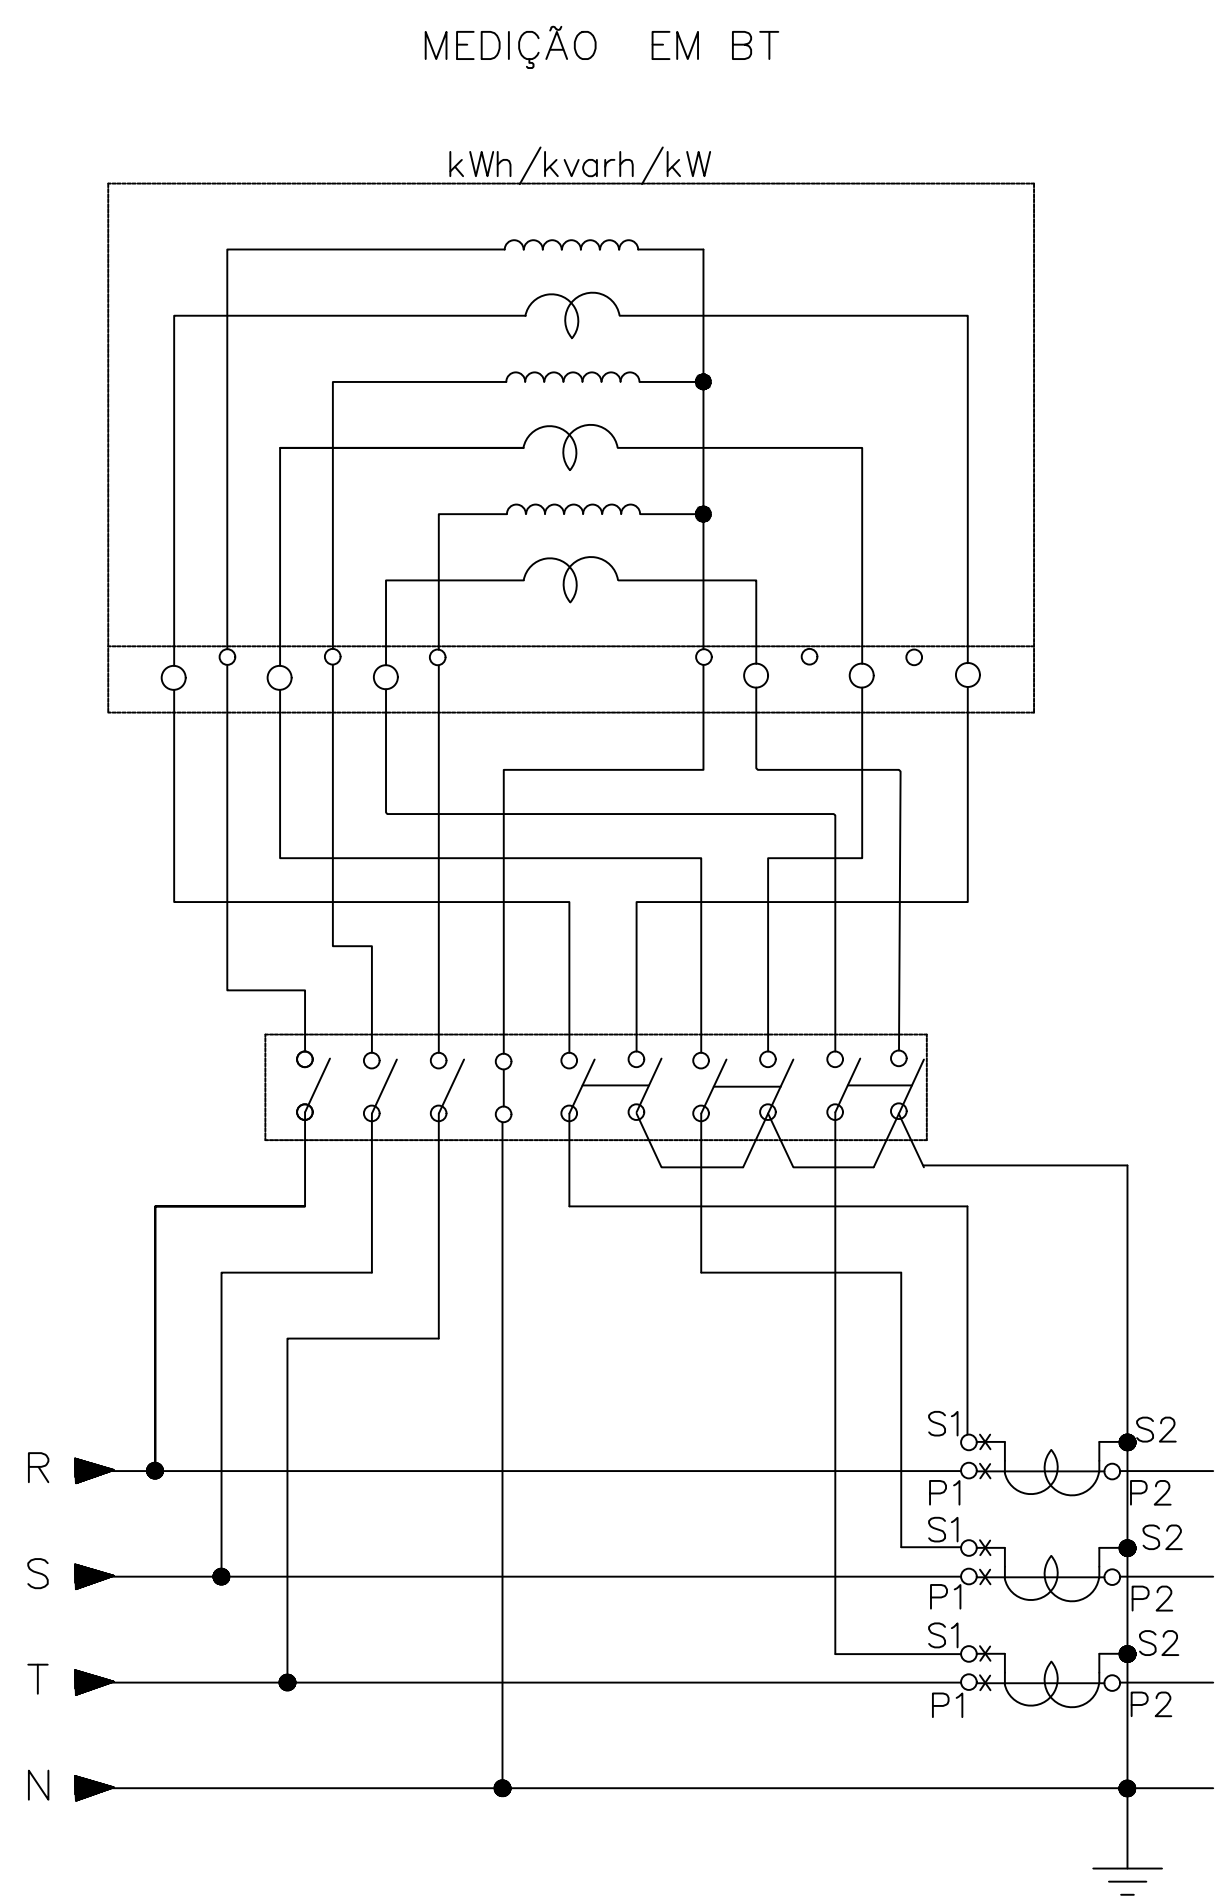 MEDIÇÃO EM BT
kWh/kvarh/kW
S1 S2
R
P1 P2
S1 S2
S
P1 P2
S1 S2
T
P1 P2
N